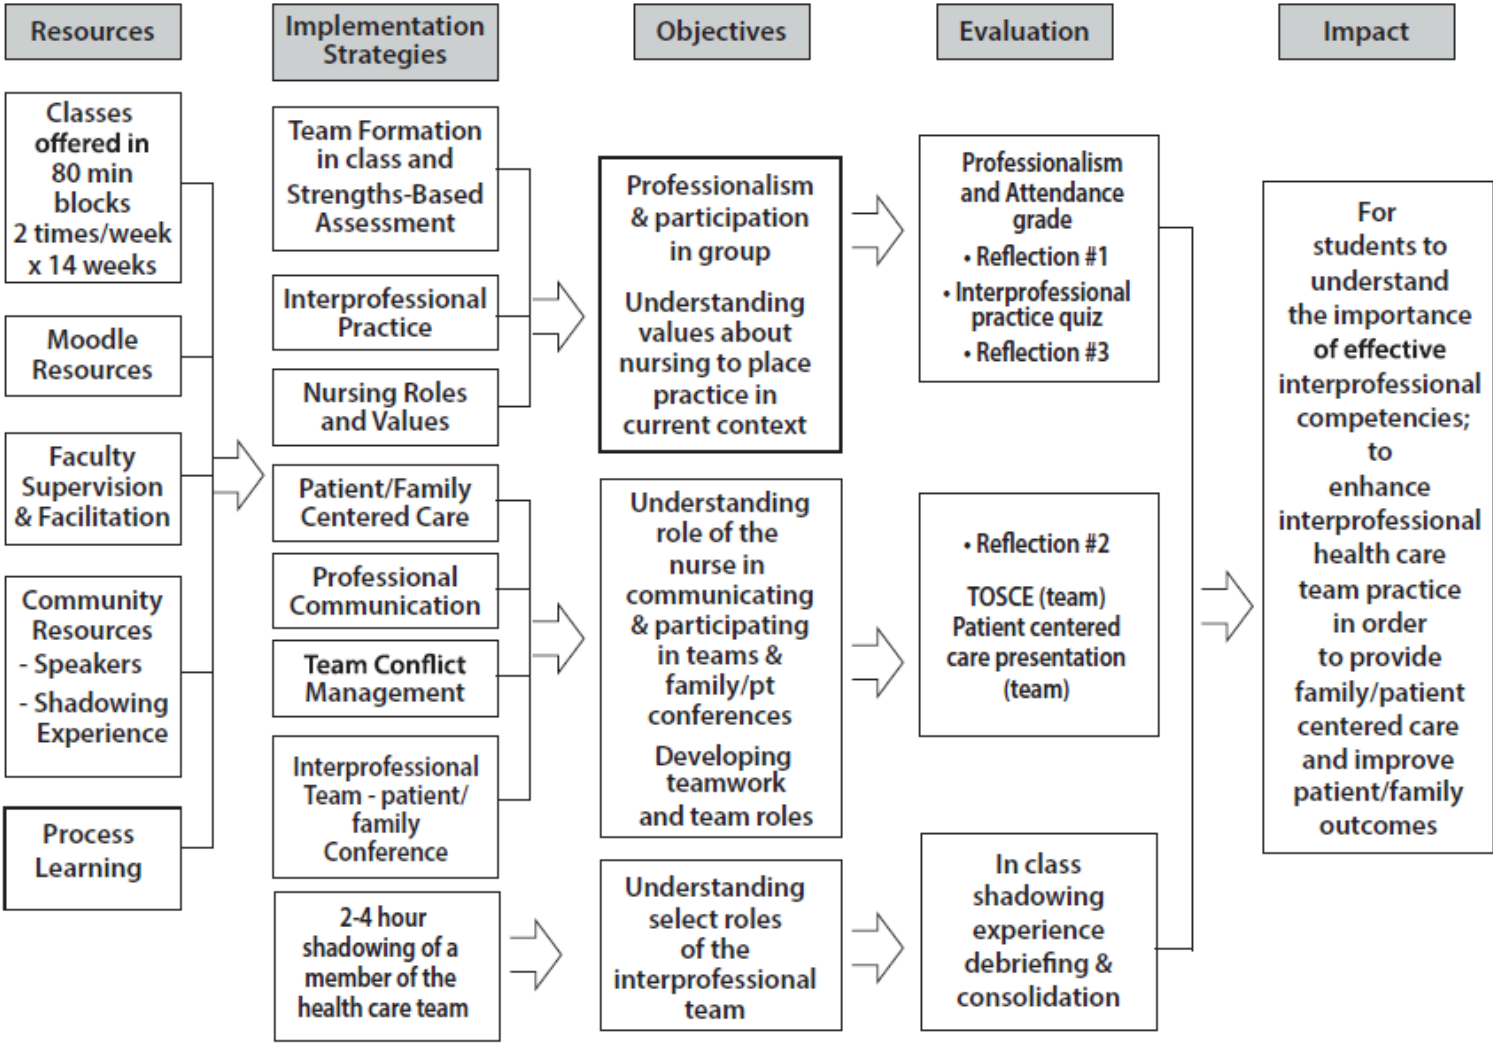 Resources
Implementation
Strategies
Objectives
Evaluation
Impact
Classes
offered in
80 min
blocks
2 times/week
x 14 weeks
Moodle
Resources
Faculty
Supervision
& Facilitation
Community
Resources
- Speakers
- Shadowing
Experience
Process
Learning
Team Formation
in class and
Strengths-Based
Assessment
Interprofessional
Practice
Nursing Roles
and Values
Patient/Family
Centered Care
Professional
Communication
Team Conflict
Management
Interprofessional
Team - patient/
family
Conference
2-4 hour
shadowing of a
member of the
health care team
Professionalism
& participation
in group
Understanding
values about
nursing to place
practice in
current context
Understanding
role of the
nurse in
communicating
& participating
in teams &
family/pt
conferences
Developing
teamwork
and team roles
Understanding
select roles
of the
interprofessional
team
Professionalism
and Attendance
grade
• Reflection #1
• Interprofessional
practice quiz
• Reflection #3
• Reflection #2
TOSCE (team)
Patient centered
care presentation
(team)
In class
shadowing
experience
debriefing &
consolidation
For
students to
understand
the importance
of effective
interprofessional
competencies;
to
enhance
interprofessional
health care
team practice
in order
to provide
family/patient
centered care
and improve
patient/family
outcomes